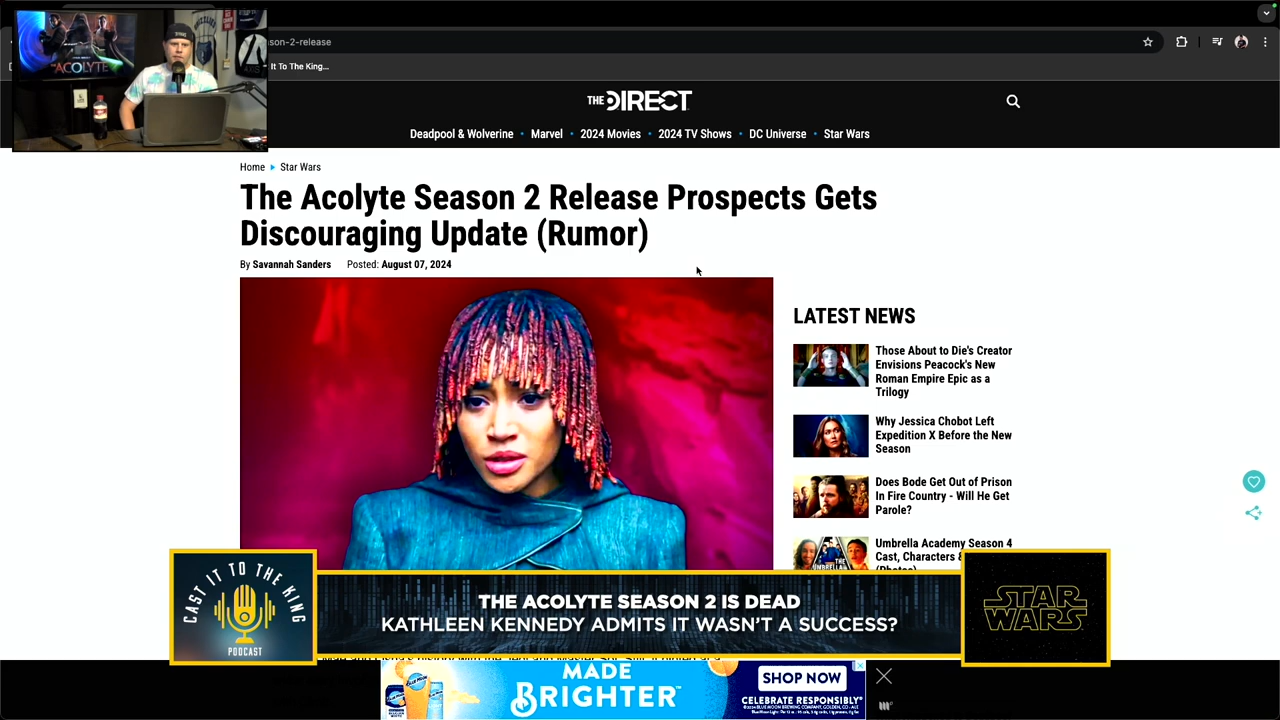 ACOLYTE
son-2-release
It To The King...
THE DIRECT
Deadpool & Wolverine • Marvel • 2024 Movies • 2024 TV Shows • DC Universe • Star Wars
Home ▸ Star Wars
The Acolyte Season 2 Release Prospects Gets
Discouraging Update (Rumor)
By Savannah Sanders Posted: August 07, 2024
LATEST NEWS
Those About to Die's Creator
Envisions Peacock's New
Roman Empire Epic as a
Trilogy
Why Jessica Chobot Left
Expedition X Before the New
Season
Does Bode Get Out of Prison
In Fire Country - Will He Get
Parole?
Umbrella Academy Season 4
Cast, Characters &
CAST IT TO THE KING
PODCAST
THE ACOLYTE SEASON 2 IS DEAD
KATHLEEN KENNEDY ADMITS IT WASN'T A SUCCESS?
STAR
WARS
MADE
BRIGHTER
SHOP NOW
CELEBRATE RESPONSIBLY